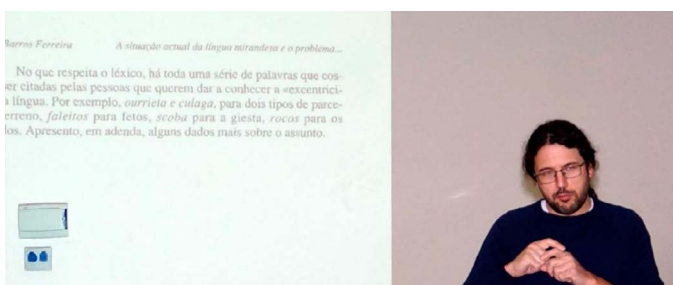 Barros Ferreira A situação actual da língua mirandesa e o problema...
No que respeita o léxico, há toda uma série de palavras que cos-
ser citadas pelas pessoas que querem dar a conhecer a «excentrici-
a língua. Por exemplo, ourrieta e culaga, para dois tipos de parce-
erreno, faleitos para fetos, scoba para a giesta, rocos para os
los. Apresento, em adenda, alguns dados mais sobre o assunto.